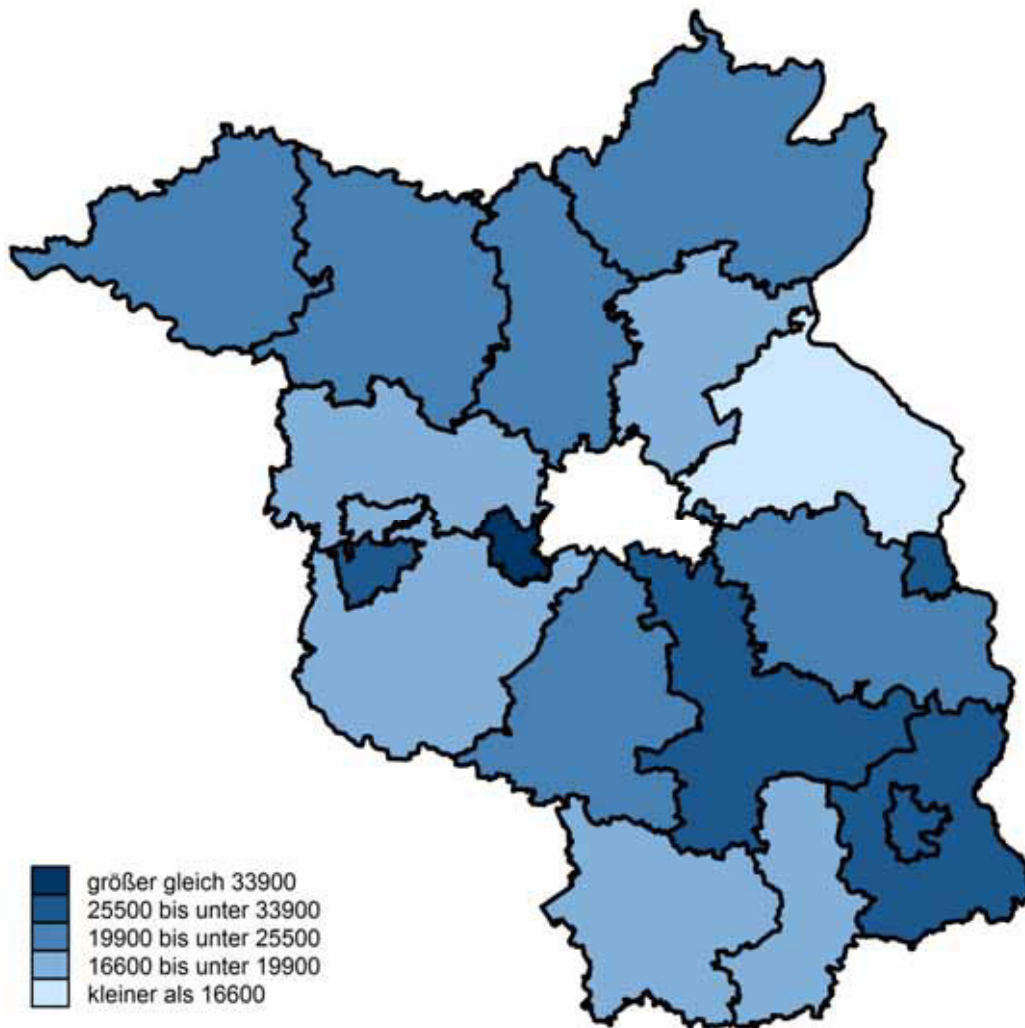 größer gleich 33900
25500 bis unter 33900
19900 bis unter 25500
16600 bis unter 19900
kleiner als 16600